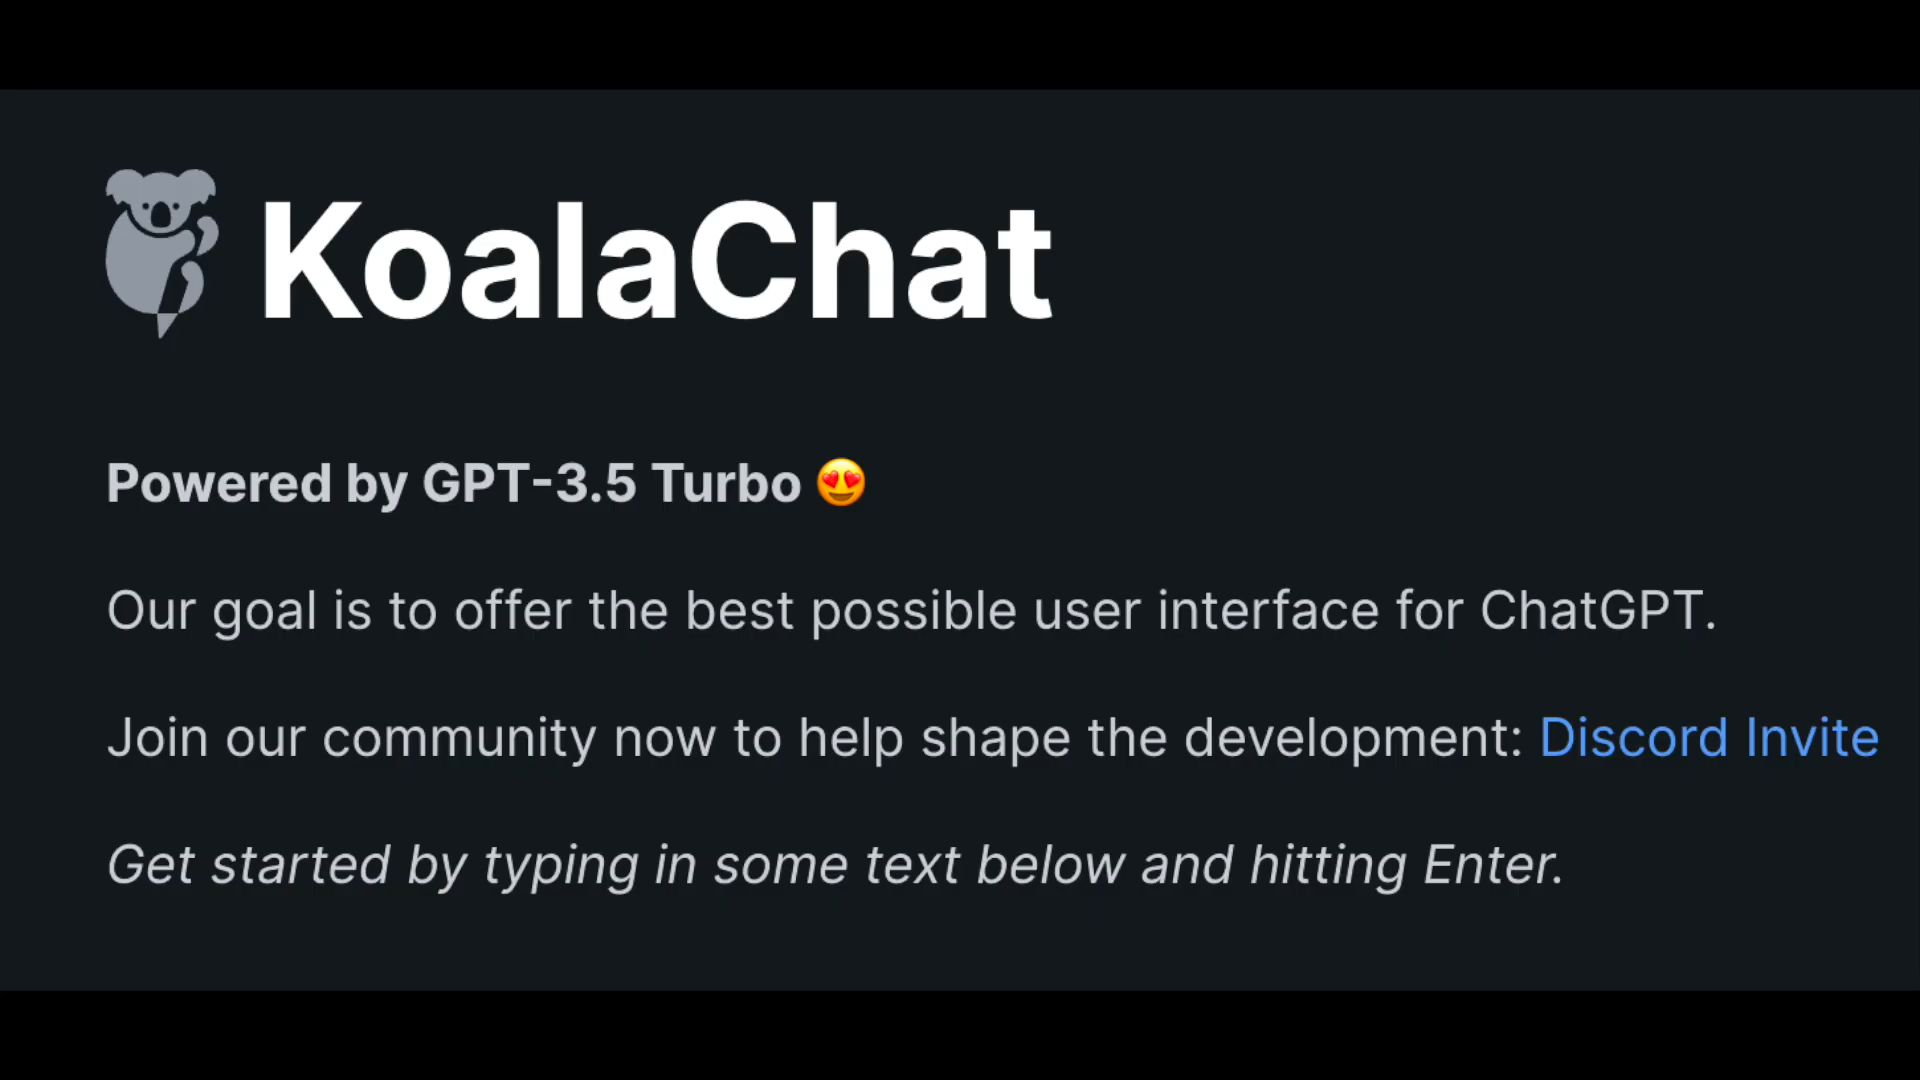 KoalaChat
Powered by GPT-3.5 Turbo 😍
Our goal is to offer the best possible user interface for ChatGPT.
Join our community now to help shape the development: Discord Invite
Get started by typing in some text below and hitting Enter.